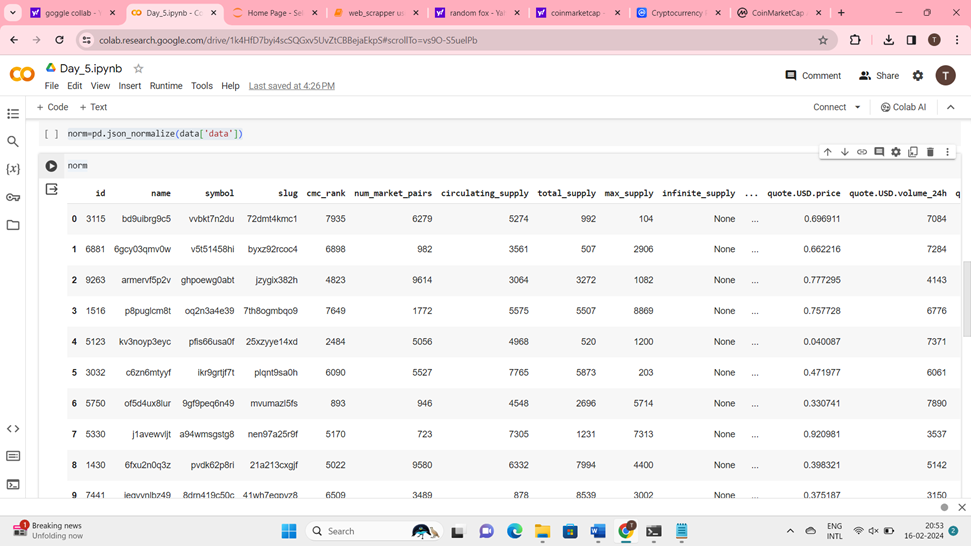 goggle collab - Y
Day_5.ipynb - Co
Home Page - Sel
web_scrapper us
random fox - Yal
coinmarketcap -
Cryptocurrency P
CoinMarketCap A
colab.research.google.com/drive/1k4HfD7byi4scSQGxv5UvZtCBBejaEkpS#scrollTo=vs9O-S5uelPb
T
CO Day_5.ipynb
Comment Share T
File Edit View Insert Runtime Tools Help Last saved at 4:26 PM
+ Code + Text Connect Colab AI
[ ] norm=pd.json_normalize(data['data'])
norm
id name symbol slug cmc_rank num_market_pairs circulating_supply total_supply max_supply infinite_supply ... quote.USD.price quote.USD.volume_24h q
0 3115 bd9uibrg9c5 vvbkt7n2du 72dmt4kmc1 7935 6279 5274 992 104 None ... 0.696911 7084
1 6881 6gcy03qmv0w v5t51458hi byxz92rcoc4 6898 982 3561 507 2906 None ... 0.662216 7284
2 9263 armervf5p2v ghpoewg0abt jzygix382h 4823 9614 3064 3272 1082 None ... 0.777295 4143
3 1516 p8puglcm8t oq2n3a4e39 7th8ogmbqo9 7649 1772 5575 5507 8869 None ... 0.757728 6776
4 5123 kv3noyp3eyc pfis66usa0f 25xzyye14xd 2484 5056 4968 520 1200 None ... 0.040087 7371
5 3032 c6zn6mtyyf ikr9grtjf7t plqnt9sa0h 6090 5527 7765 5873 203 None ... 0.471977 6061
6 5750 of5d4ux8lur 9gf9peq6n49 mvumazl5fs 893 946 4548 2696 5714 None ... 0.330741 7890
7 5330 j1avewvljt a94wmsgstg8 nen97a25r9f 5170 723 7305 1231 7313 None ... 0.920981 3537
8 1430 6fxu2n0q3z pvdk62p8ri 21a213cxgjf 5022 9580 6332 7994 4400 None ... 0.398321 5142
9 7441 6509 3489 878 8539 3002 None ... 0.375187 3150
1 Breaking news
Unfolding now
Search
ENG
INTL
20:53
16-02-2024
2